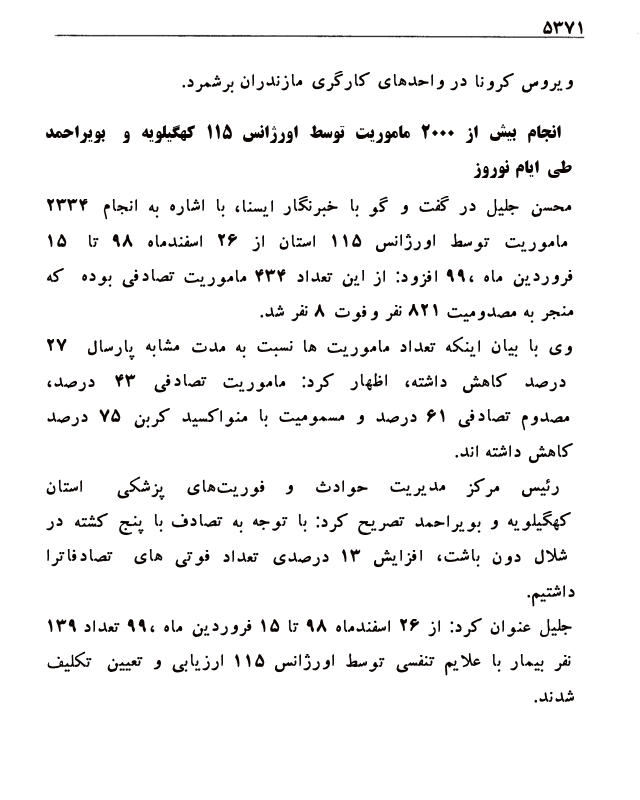 ۵۳۷۱
ویروس کرونا در واحدهای کارگری مازندران برشمرد.
انجام بیش از ۲۰۰۰ ماموریت توسط اورژانس ۱۱۵ کهگیلویه و بویراحمد
طی ایام نوروز
محسن جلیل در گفت و گو با خبرنگار ایسنا، با اشاره به انجام ۲۳۳۴
ماموریت توسط اورژانس ۱۱۵ استان از ۲۶ اسفندماه ۹۸ تا ۱۵
فروردین ماه ،۹۹ افزود: از این تعداد ۴۳۴ ماموریت تصادفی بوده که
منجر به مصدومیت ۸۲۱ نفر و فوت ۸ نفر شد.
وی با بیان اینکه تعداد ماموریت ها نسبت به مدت مشابه پارسال ۲۷
درصد کاهش داشته، اظهار کرد: ماموریت تصادفی ۴۳ درصد،
مصدوم تصادفی ۶۱ درصد و مسمومیت با منواکسید کربن ۷۵ درصد
کاهش داشته اند.
رئیس مرکز مدیریت حوادث و فوریت‌های پزشکی استان
کهگیلویه و بویراحمد تصریح کرد: با توجه به تصادف با پنج کشته در
شلال دون باشت، افزایش ۱۳ درصدی تعداد فوتی های تصادفاترا
داشتیم.
جلیل عنوان کرد: از ۲۶ اسفندماه ۹۸ تا ۱۵ فروردین ماه ،۹۹ تعداد ۱۳۹
نفر بیمار با علایم تنفسی توسط اورژانس ۱۱۵ ارزیابی و تعیین تکلیف
شدند.